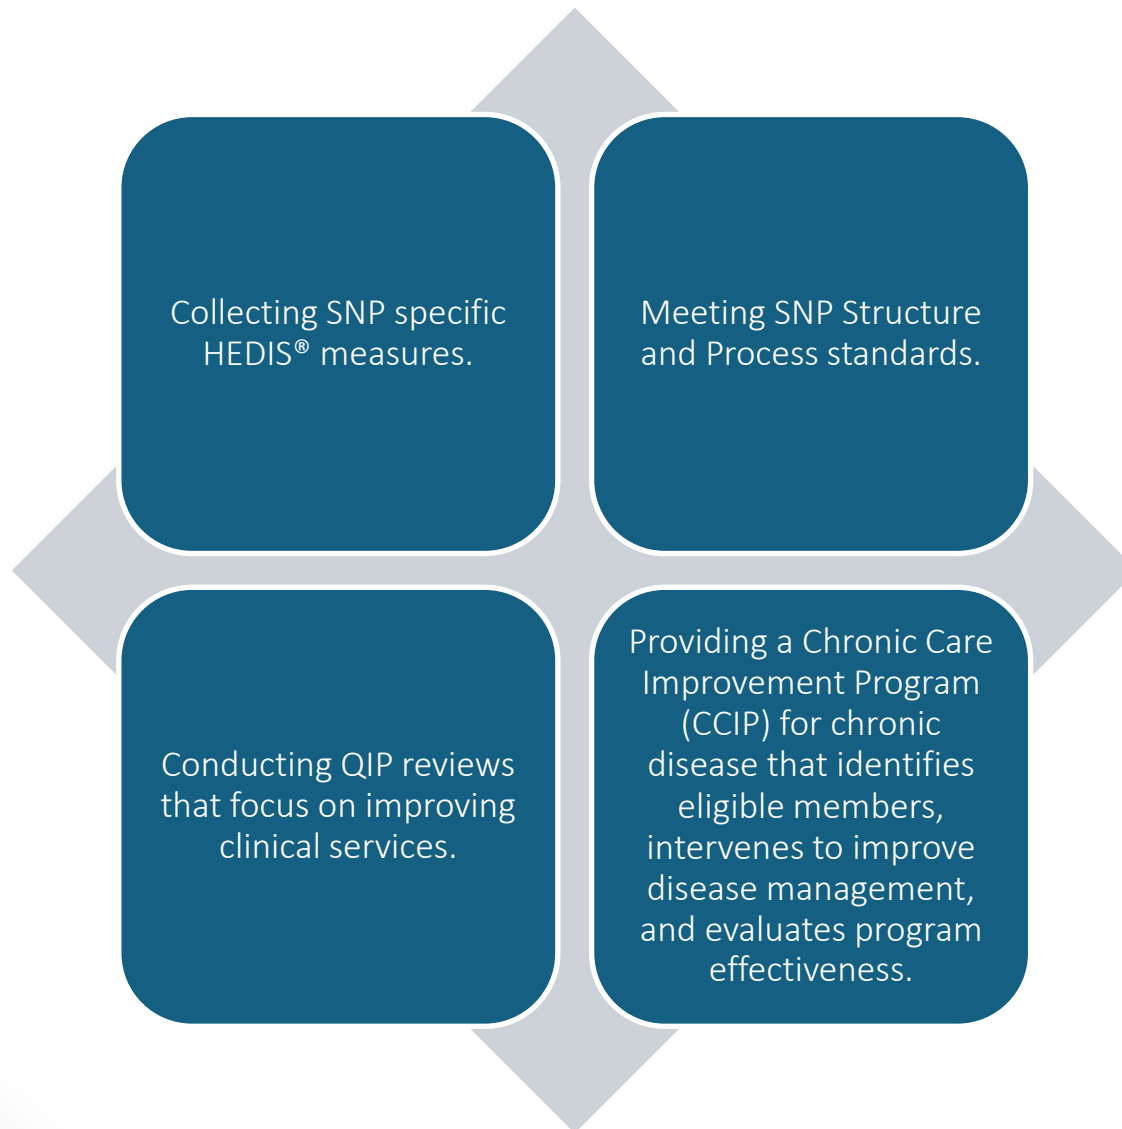 Collecting SNP specific
HEDIS® measures.
Meeting SNP Structure
and Process standards.
Conducting QIP reviews
that focus on improving
clinical services.
Providing a Chronic Care
Improvement Program
(CCIP) for chronic
disease that identifies
eligible members,
intervenes to improve
disease management,
and evaluates program
effectiveness.